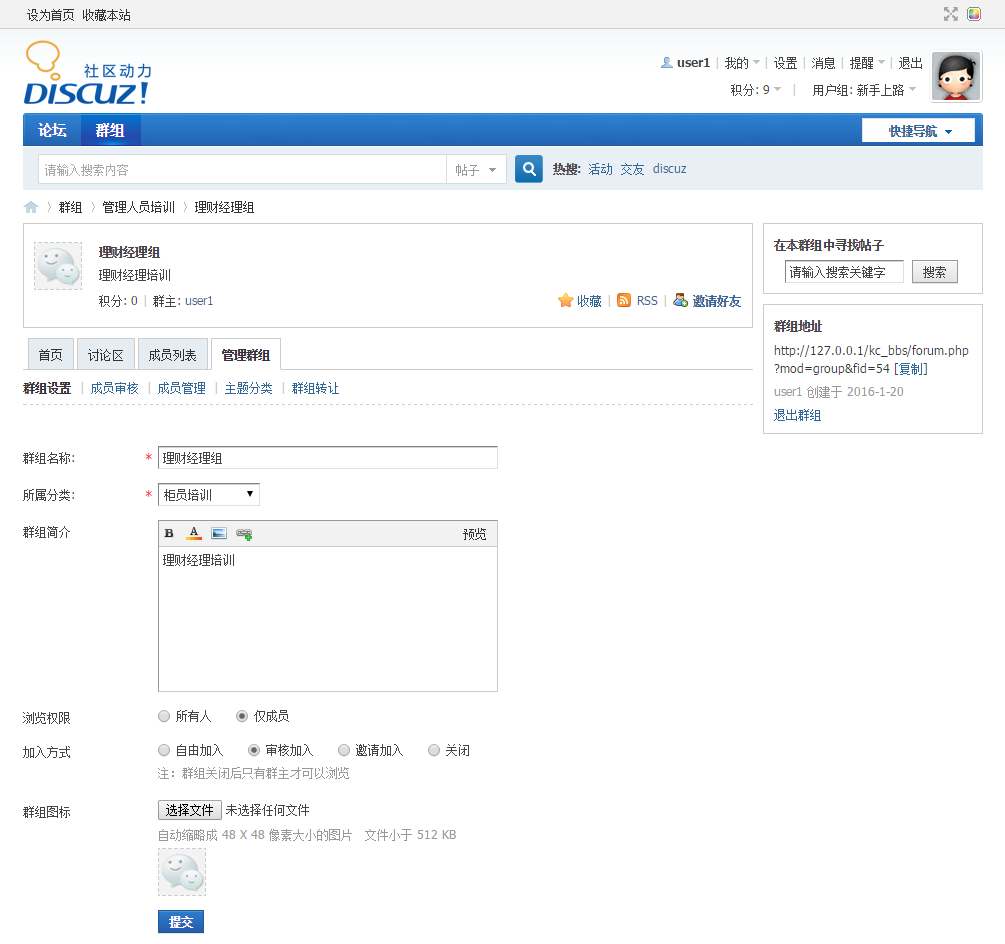 设为首页 收藏本站
社区动力
DISCUZ!
user1 | 我的 | 设置 | 消息 | 提醒 | 退出
积分: 9 | 用户组: 新手上路
论坛 群组 快捷导航
请输入搜索内容 帖子 热搜: 活动 交友 discuz
群组 〉 管理人员培训 〉 理财经理组
理财经理组
理财经理培训
积分: 0 | 群主: user1
收藏 | RSS | 邀请好友
在本群组中寻找帖子
请输入搜索关键字 搜索
群组地址
http://127.0.0.1/kc_bbs/forum.php
?mod=group&fid=54 [复制]
user1 创建于 2016-1-20
退出群组
首页 讨论区 成员列表 管理群组
群组设置 | 成员审核 | 成员管理 | 主题分类 | 群组转让
群组名称: * 理财经理组
所属分类: * 柜员培训
群组简介
B A 预览
理财经理培训
浏览权限 所有人 仅成员
加入方式 自由加入 审核加入 邀请加入 关闭
注：群组关闭后只有群主才可以浏览
群组图标 选择文件 未选择任何文件
自动缩略成 48 X 48 像素大小的图片 文件小于 512 KB
提交